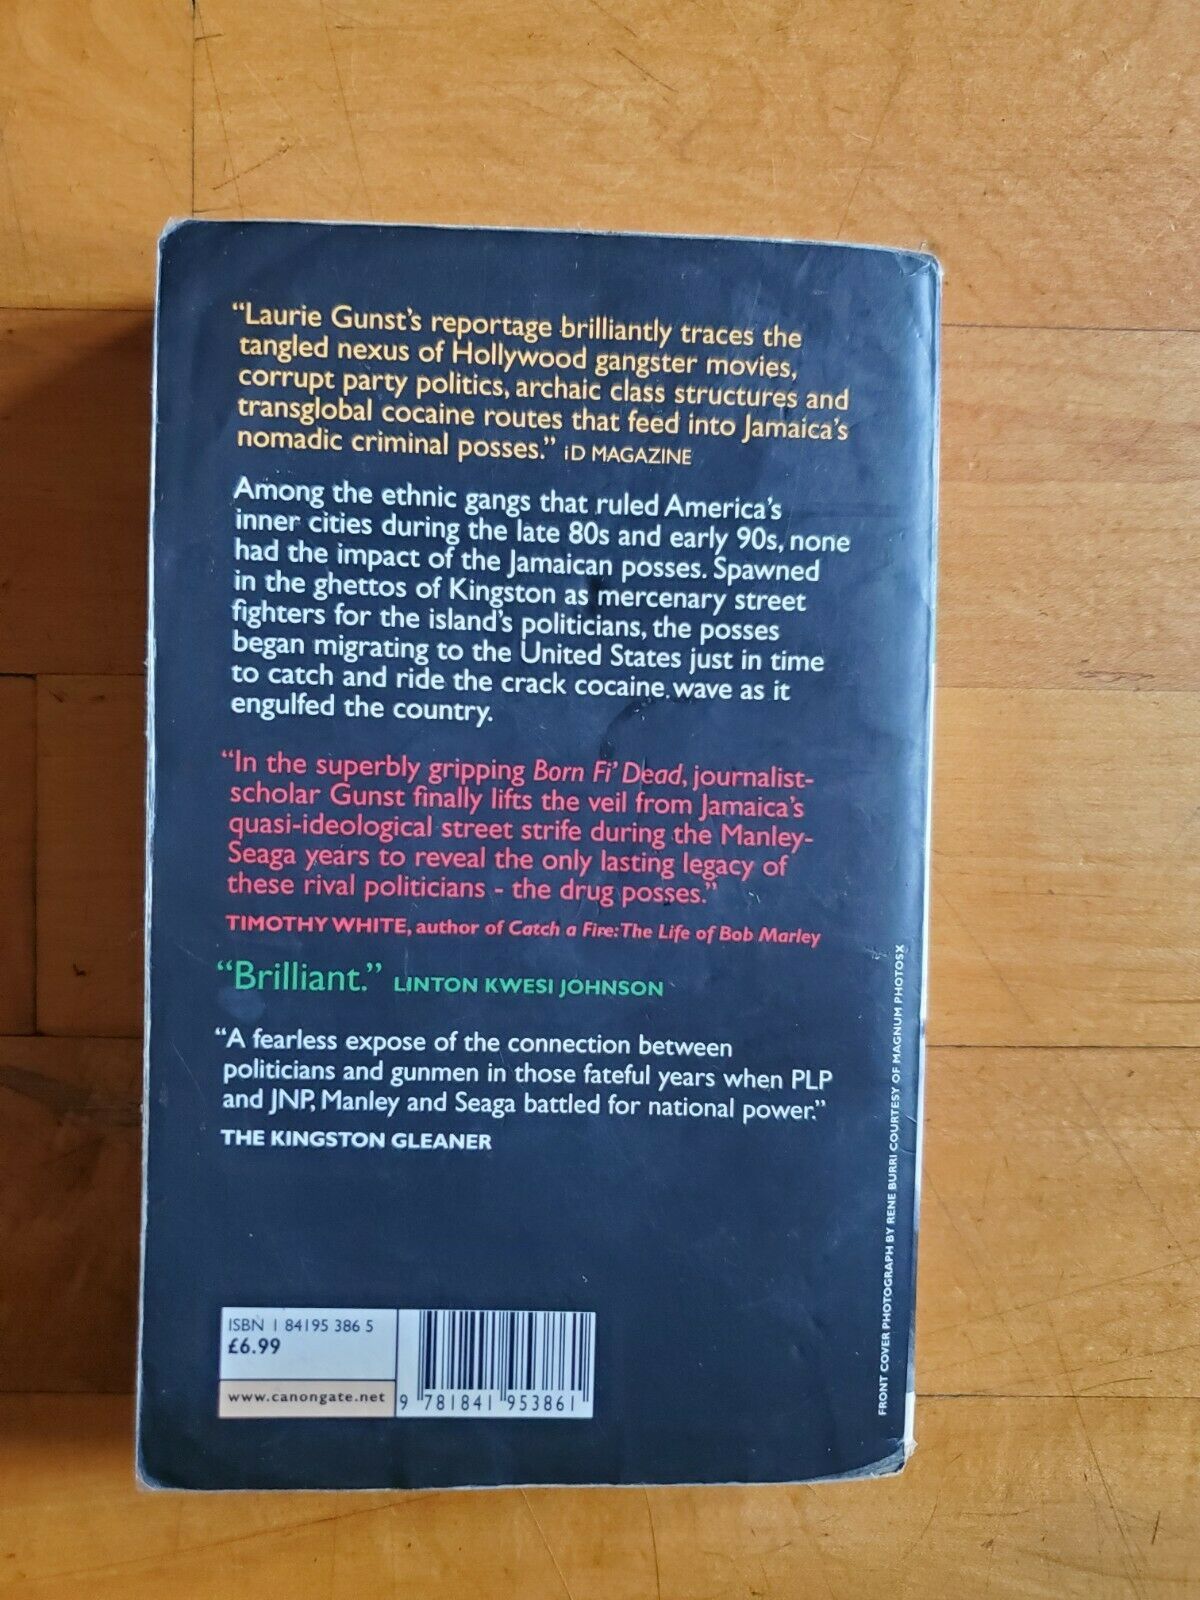 “Laurie Gunst’s reportage brilliantly traces the
tangled nexus of Hollywood gangster movies,
corrupt party politics, archaic class structures and
transglobal cocaine routes that feed into Jamaica’s
nomadic criminal posses.” iD MAGAZINE
Among the ethnic gangs that ruled America’s
inner cities during the late 80s and early 90s, none
had the impact of the Jamaican posses. Spawned
in the ghettos of Kingston as mercenary street
fighters for the island’s politicians, the posses
began migrating to the United States just in time
to catch and ride the crack cocaine wave as it
engulfed the country.
“In the superbly gripping Born Fi’ Dead, journalist-
scholar Gunst finally lifts the veil from Jamaica’s
quasi-ideological street strife during the Manley-
Seaga years to reveal the only lasting legacy of
these rival politicians - the drug posses.”
TIMOTHY WHITE, author of Catch a Fire: The Life of Bob Marley
“Brilliant.” LINTON KWESI JOHNSON
“A fearless expose of the connection between
politicians and gunmen in those fateful years when PLP
and JNP, Manley and Seaga battled for national power.”
THE KINGSTON GLEANER
FRONT COVER PHOTOGRAPH BY RENE BURRI COURTESY OF MAGNUM PHOTOSX
ISBN 1 84195 386 5
£6.99
www.canongate.net
9 781841 953861